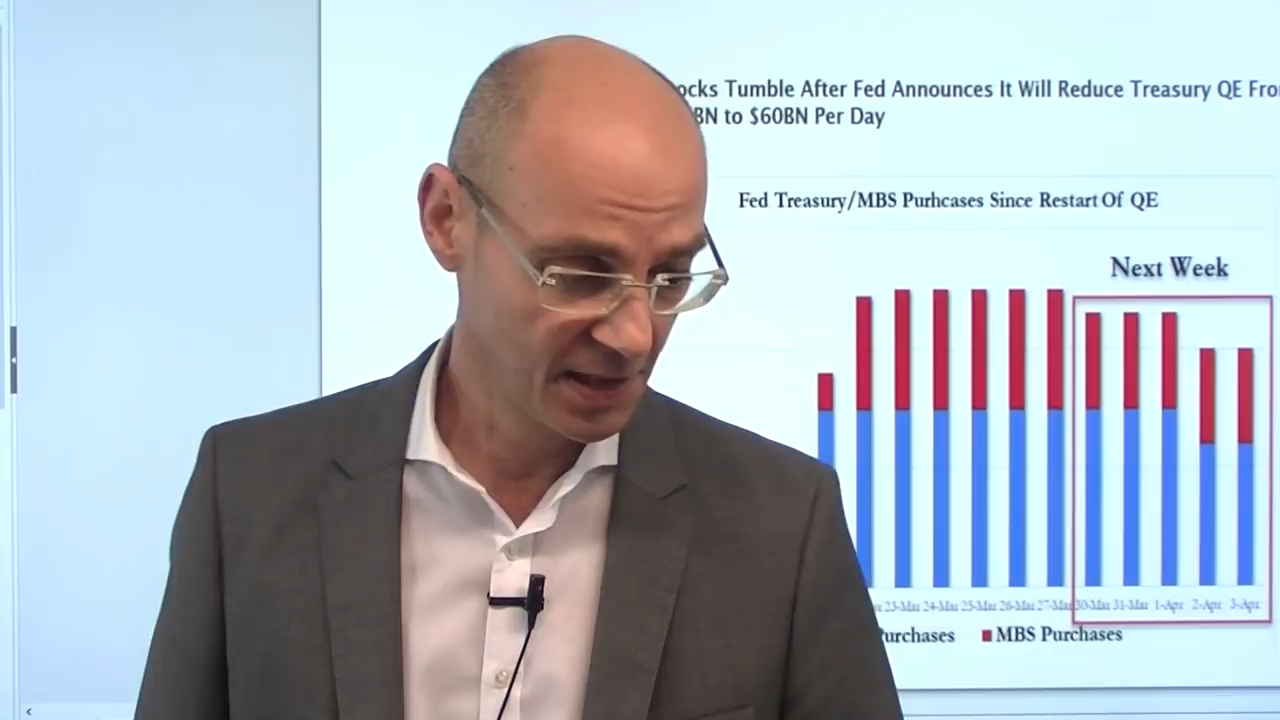 ocks Tumble After Fed Announces It Will Reduce Treasury QE Fro
BN to $60BN Per Day
Fed Treasury/MBS Purhcases Since Restart Of QE
Next Week
23-Mar 24-Mar 25-Mar 26-Mar 27-Mar 30-Mar 31-Mar 1-Apr 2-Apr 3-Apr
urchases MBS Purchases